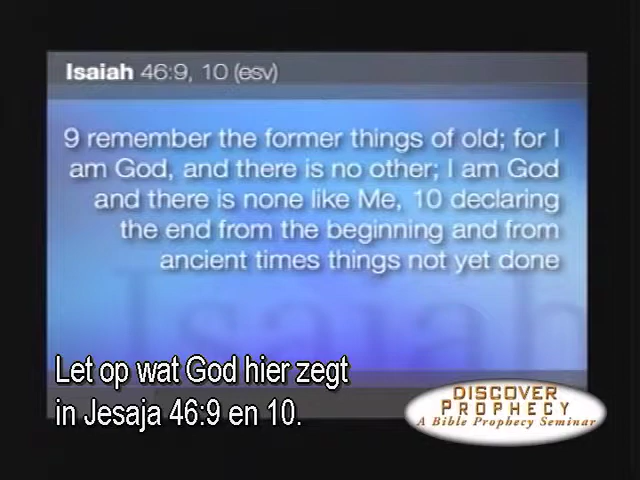 Isaiah 46:9, 10 (esv)
9 remember the former things of old; for I
am God, and there is no other; I am God
and there is none like Me, 10 declaring
the end from the beginning and from
ancient times things not yet done
Isaiah
Let op wat God hier zegt
in Jesaja 46:9 en 10.
DISCOVER
PROPHECY
A Bible Prophecy Seminar